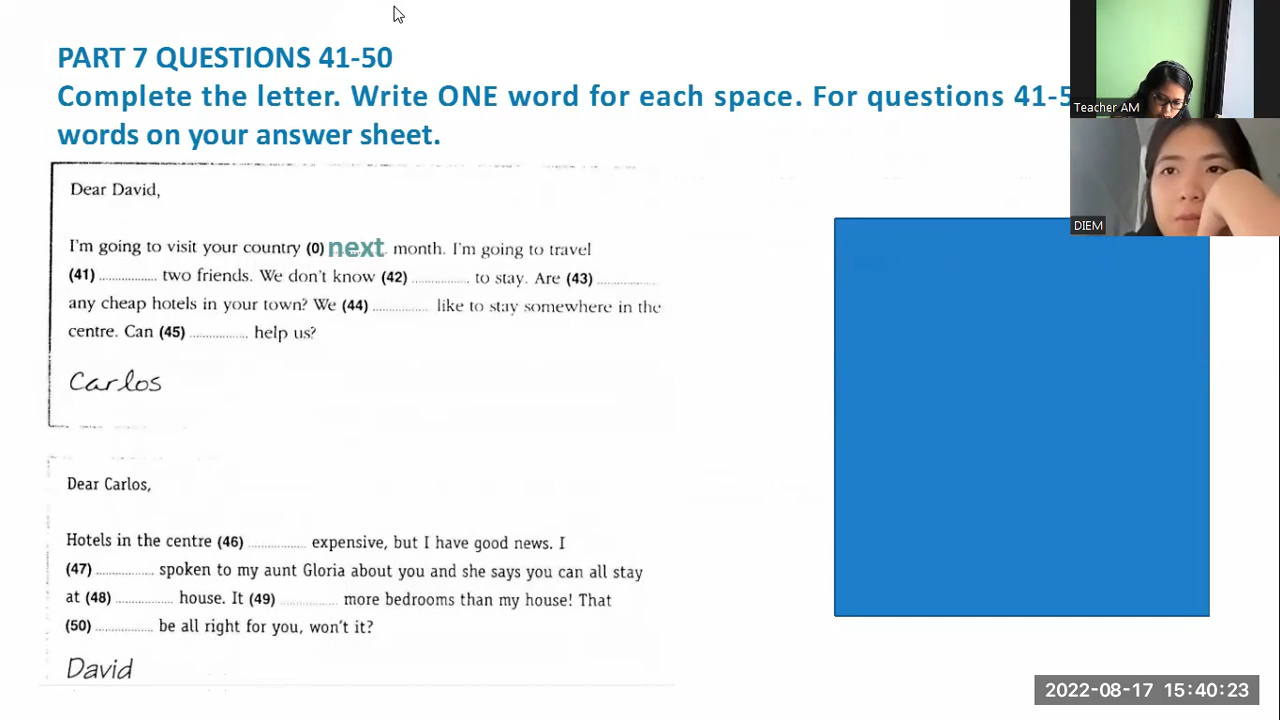 PART 7 QUESTIONS 41-50
Complete the letter. Write ONE word for each space. For questions 41-5
words on your answer sheet.
Teacher AM
DIEM
Dear David,
I'm going to visit your country (0) next month. I'm going to travel
(41) .............. two friends. We don't know (42) .............. to stay. Are (43) ..............
any cheap hotels in your town? We (44) .............. like to stay somewhere in the
centre. Can (45) .............. help us?
Carlos
Dear Carlos,
Hotels in the centre (46) .............. expensive, but I have good news. I
(47) .............. spoken to my aunt Gloria about you and she says you can all stay
at (48) .............. house. It (49) .............. more bedrooms than my house! That
(50) .............. be all right for you, won't it?
David
2022-08-17 15:40:23